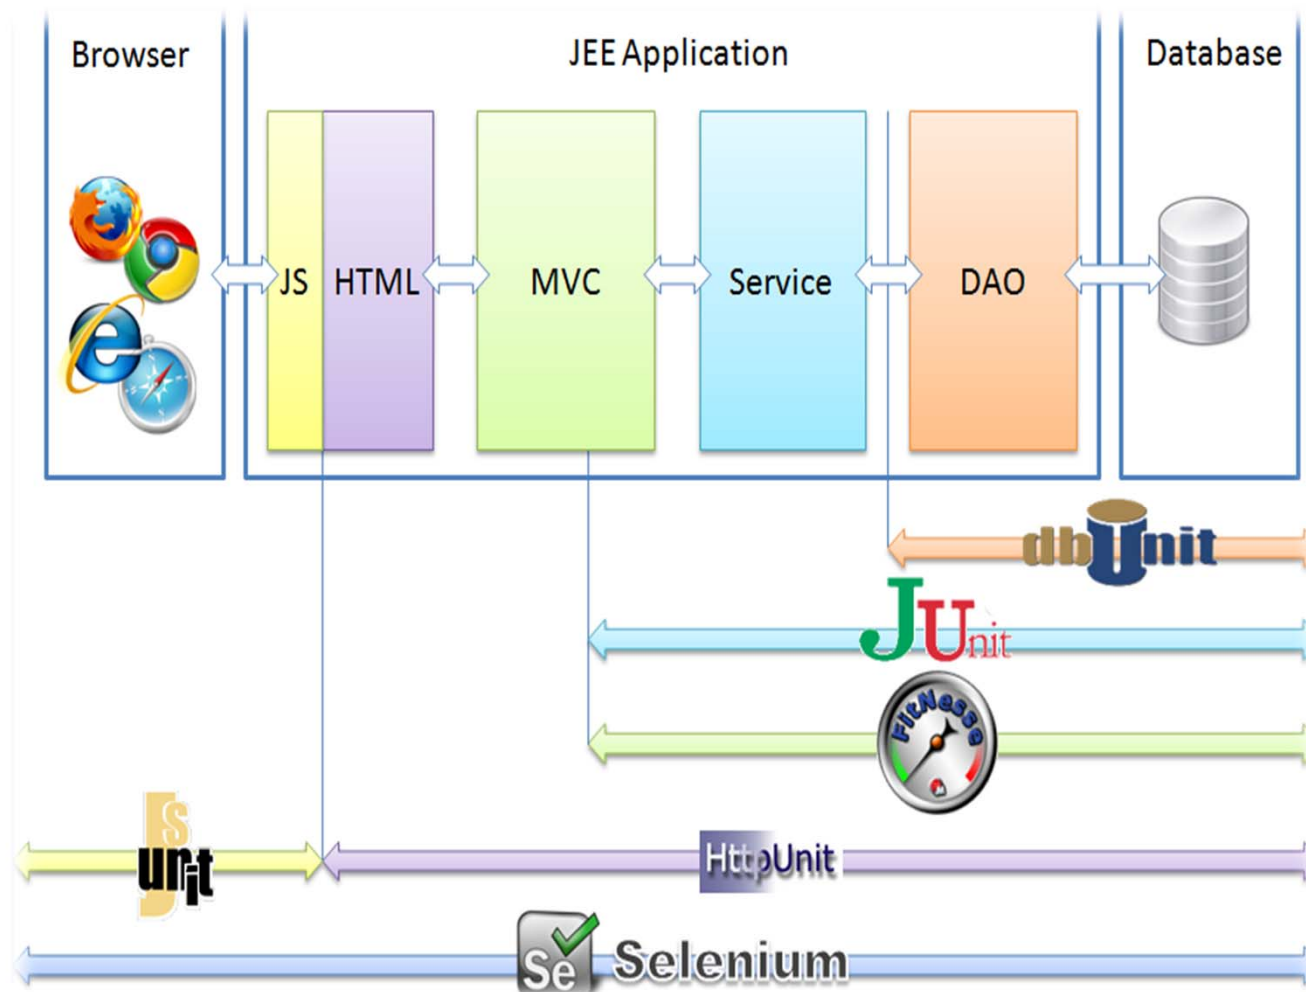 Browser
JEE Application
Database
JS
HTML
MVC
Service
DAO
dbUnit
JUnit
FitNesse
JsUnit
HttpUnit
Se Selenium